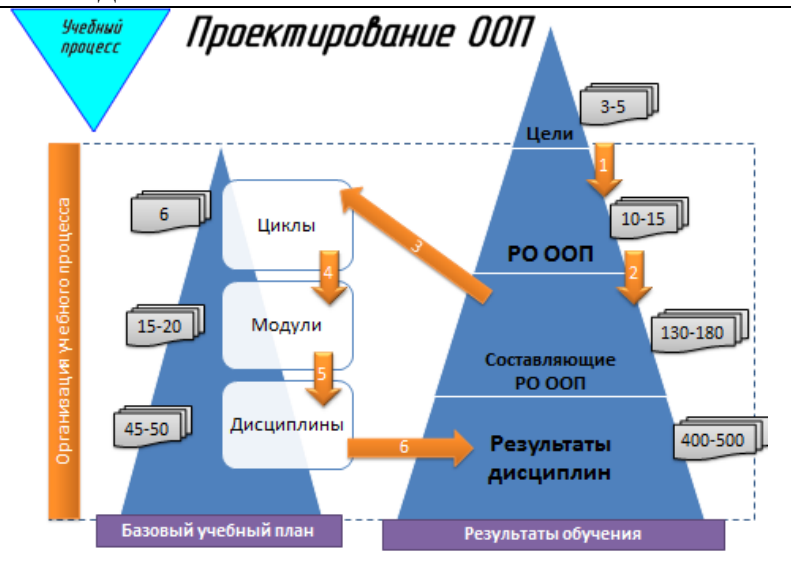 Учебный
процесс
Проектирование ООП
3-5
Цели
1
6
Циклы
3
10-15
РО ООП
4
2
Организация учебного процесса
15-20
Модули
130-180
Составляющие
РО ООП
5
45-50
Дисциплины
6
Результаты
дисциплин
400-500
Базовый учебный план
Результаты обучения